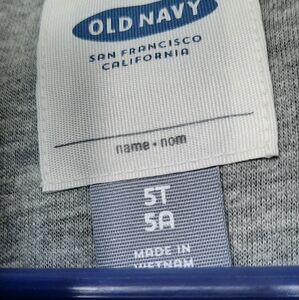 OLD NAVY
SAN FRANCISCO
CALIFORNIA
name • nom
5T
5A
MADE IN
VIETNAM